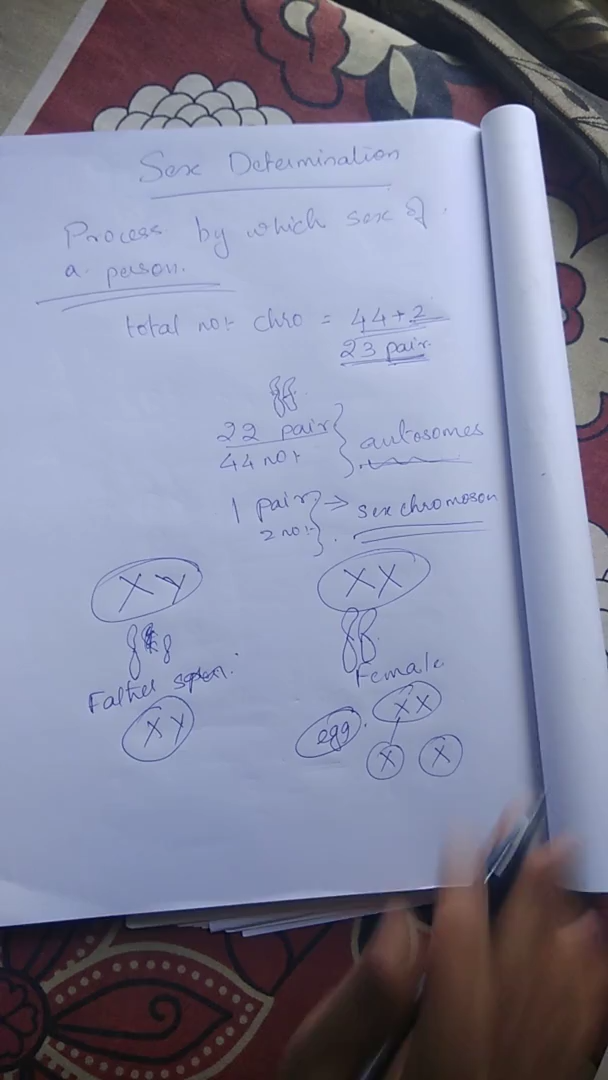 Sex Determination
Process by which sex of
a person.
total no:- chro = 44+2
23 pair.
22 pair
44 no:
autosomes
1 pair
2 no:-
→ sex chromoson
XY
XX
Father
Female
XY
egg.
XX
X
X